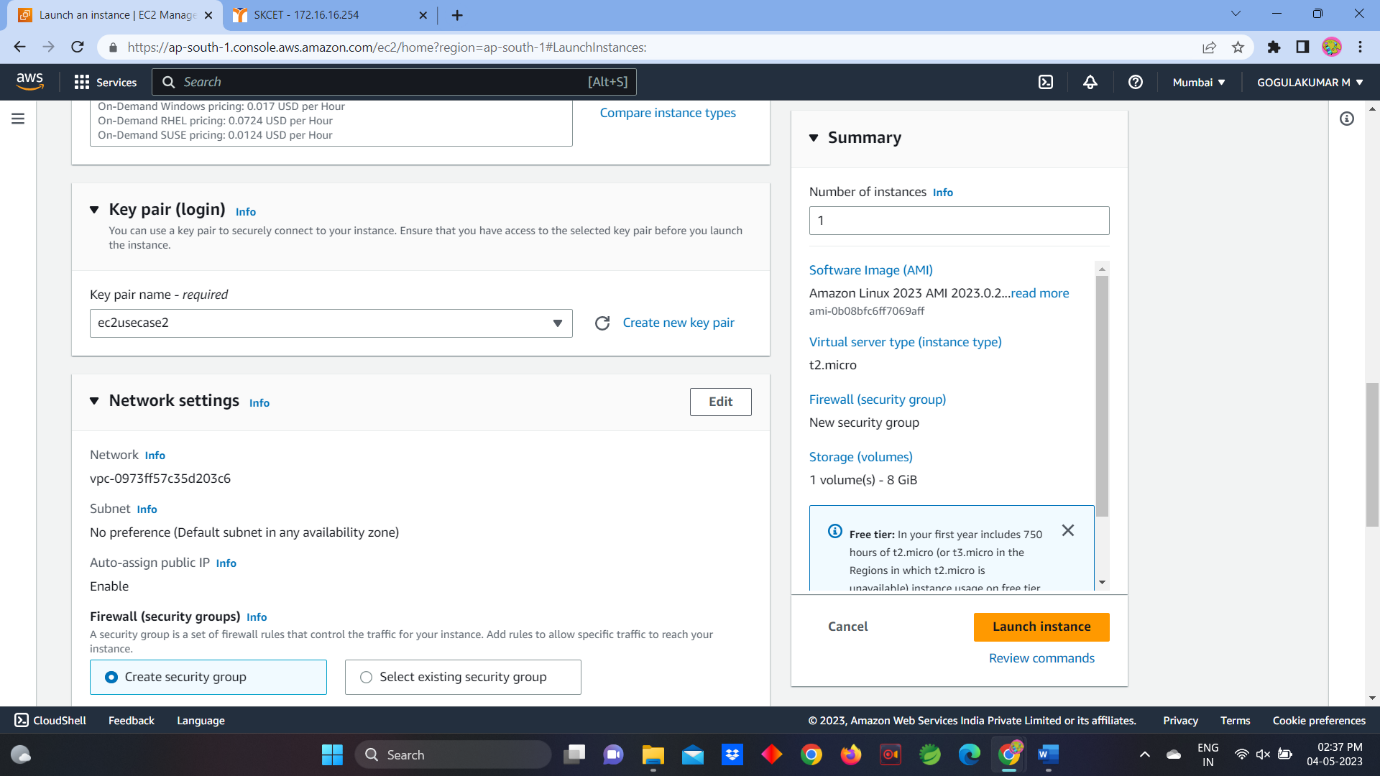 Launch an instance | EC2 Manage
SKCET - 172.16.16.254
https://ap-south-1.console.aws.amazon.com/ec2/home?region=ap-south-1#LaunchInstances:
aws
Services
Search
[Alt+S]
Mumbai
GOGULAKUMAR M
On-Demand Windows pricing: 0.017 USD per Hour
On-Demand RHEL pricing: 0.0724 USD per Hour
On-Demand SUSE pricing: 0.0124 USD per Hour
Compare instance types
Key pair (login) Info
You can use a key pair to securely connect to your instance. Ensure that you have access to the selected key pair before you launch
the instance.
Key pair name - required
ec2usecase2
Create new key pair
Network settings Info
Edit
Network Info
vpc-0973ff57c35d203c6
Subnet Info
No preference (Default subnet in any availability zone)
Auto-assign public IP Info
Enable
Firewall (security groups) Info
A security group is a set of firewall rules that control the traffic for your instance. Add rules to allow specific traffic to reach your
instance.
Create security group
Select existing security group
Summary
Number of instances Info
1
Software Image (AMI)
Amazon Linux 2023 AMI 2023.0.2...read more
ami-0b08bfc6ff7069aff
Virtual server type (instance type)
t2.micro
Firewall (security group)
New security group
Storage (volumes)
1 volume(s) - 8 GiB
Free tier: In your first year includes 750
hours of t2.micro (or t3.micro in the
Regions in which t2.micro is
unavailable) instance usage on free tier
Cancel
Launch instance
Review commands
CloudShell
Feedback
Language
© 2023, Amazon Web Services India Private Limited or its affiliates.
Privacy
Terms
Cookie preferences
Search
ENG
IN
02:37 PM
04-05-2023